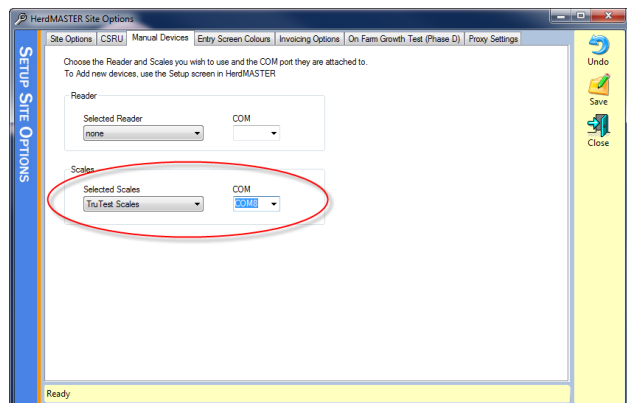 HerdMASTER Site Options
Site Options CSRU Manual Devices Entry Screen Colours Invoicing Options On Farm Growth Test (Phase D) Proxy Settings
SETUP SITE OPTIONS
Choose the Reader and Scales you wish to use and the COM port they are attached to.
To Add new devices, use the Setup screen in HerdMASTER
Reader
Selected Reader COM
none
Scales
Selected Scales COM
TruTest Scales COM8
Undo
Save
Close
Ready